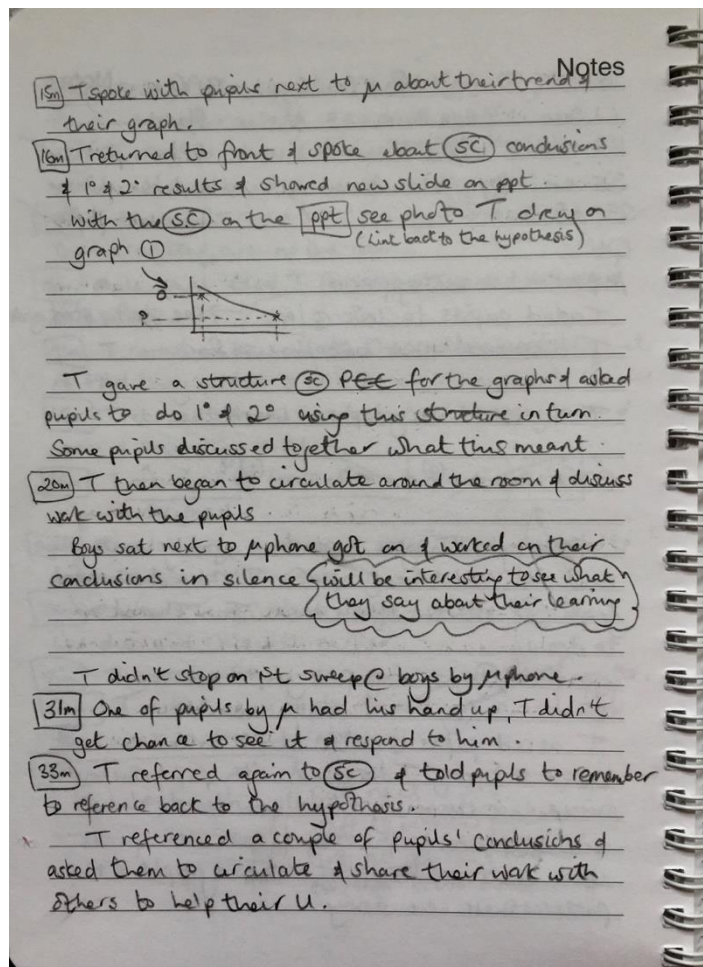 Notes
15m T spoke with pupils next to μ about their trend &
their graph.
16m T returned to front & spoke about SC conclusions
& 1° & 2° results & showed new slide on ppt.
with the SC on the ppt see photo T drew on
(Link back to the hypothesis)
graph ①
T gave a structure SC PEE for the graphs & asked
pupils to do 1° & 2° using this structure in turn.
Some pupils discussed together what this meant.
20m T then began to circulate around the room & discuss
work with the pupils.
Boys sat next to μphone got on & worked on their
conclusions in silence will be interesting to see what
they say about their learning
T didn't stop on 1st sweep @ boys by μphone.
31m One of pupils by μ had his hand up, T didn't
get chance to see it & respond to him.
33m T referred again to SC & told pupils to remember
to reference back to the hypothesis.
T referenced a couple of pupils' conclusions &
asked them to circulate & share their work with
others to help their U.